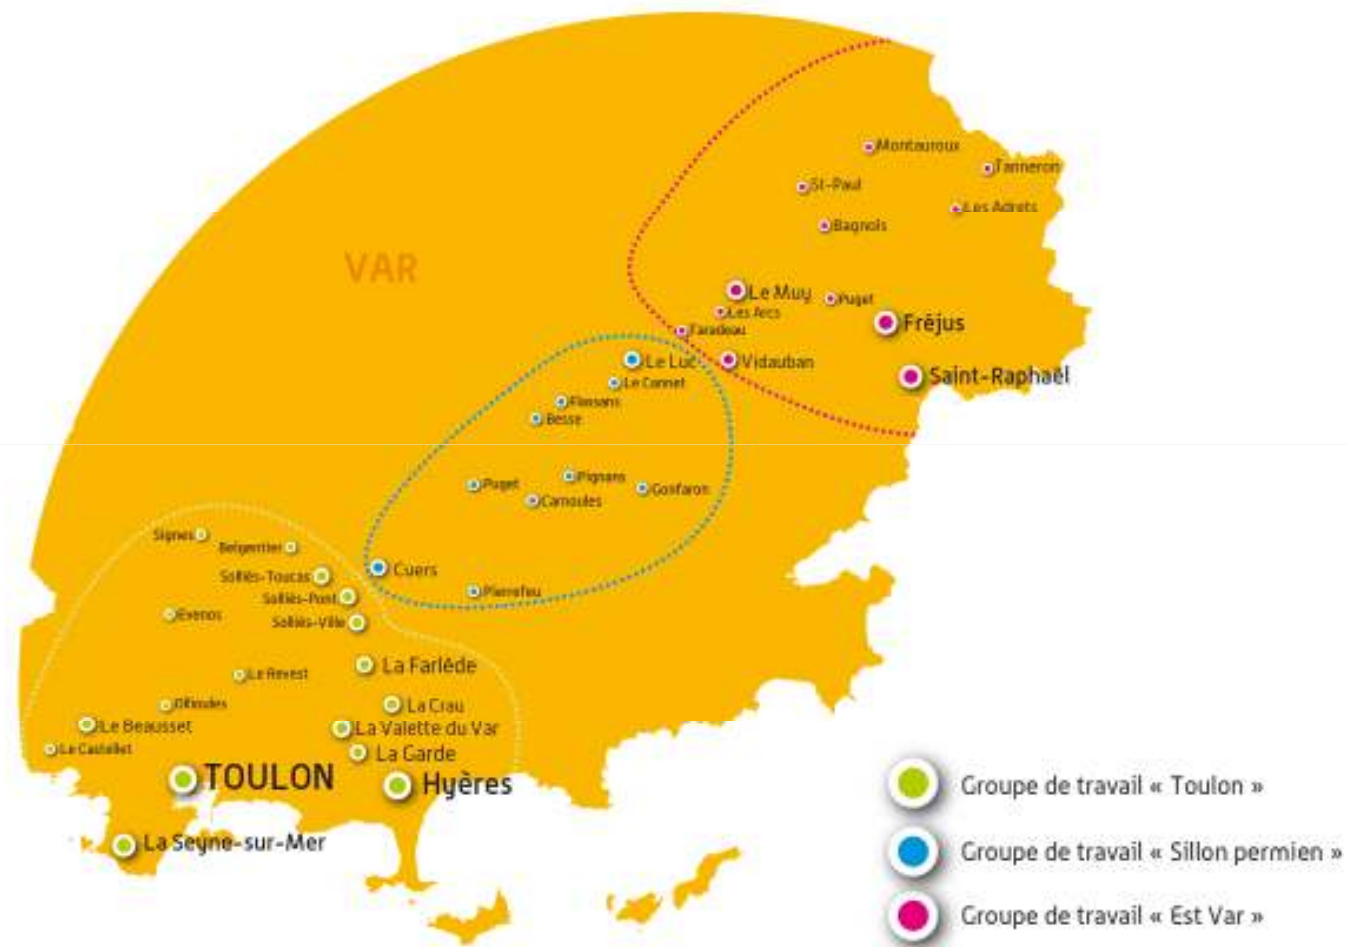 Montauroux
Tanneron
St-Paul
Les Adrets
Bagnols
VAR
Le Muy
Puget
Les Arcs
Fréjus
Taradeau
Le Luc
Vidauban
Saint-Raphaël
Le Cannet
Flassans
Besse
Pignans
Puget
Gonfaron
Carnoules
Signes
Belgentier
Cuers
Solliès-Toucas
Pierrefeu
Solliès-Pont
Evenos
Solliès-Ville
La Farlède
Le Revest
Ollioules
La Crau
Le Beausset
La Valette du Var
Le Castellet
La Garde
TOULON
Hyères
La Seyne-sur-Mer
Groupe de travail « Toulon »
Groupe de travail « Sillon permien »
Groupe de travail « Est Var »